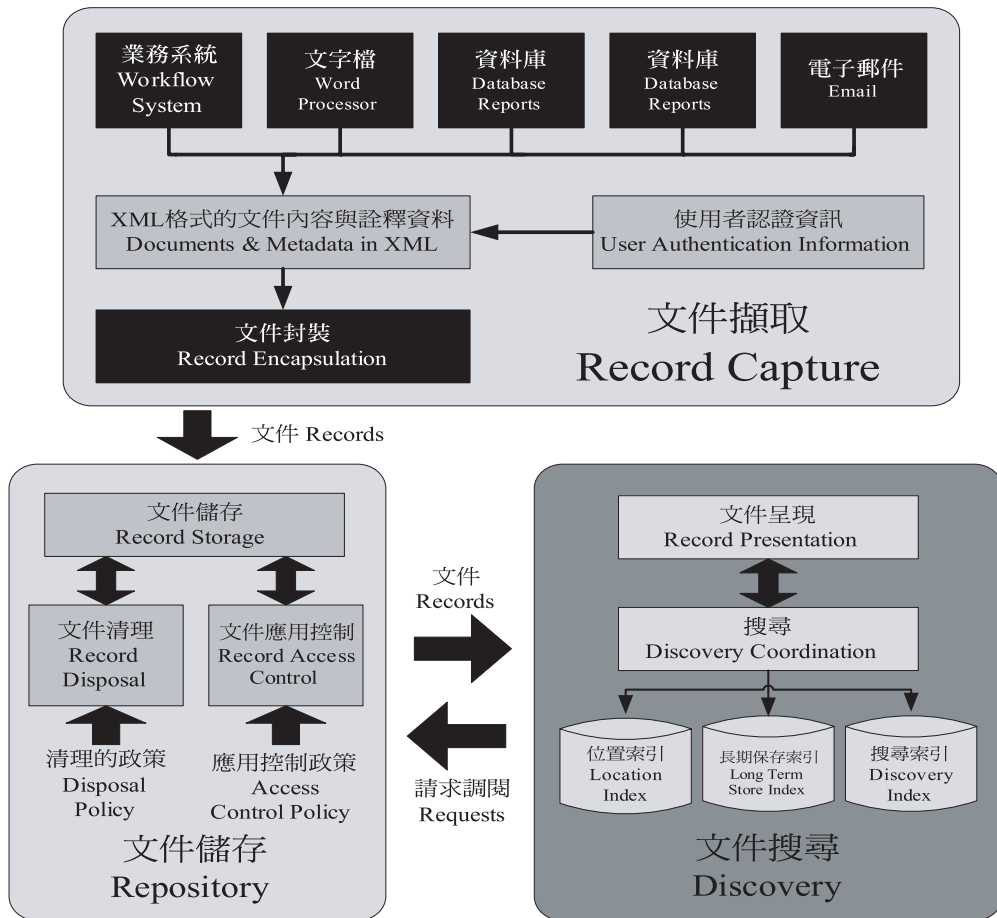 業務系統
Workflow
System
文字檔
Word
Processor
資料庫
Database
Reports
資料庫
Database
Reports
電子郵件
Email
XML格式的文件內容與詮釋資料
Documents & Metadata in XML
使用者認證資訊
User Authentication Information
文件封裝
Record Encapsulation
文件擷取
Record Capture
文件 Records
文件儲存
Record Storage
文件清理
Record
Disposal
文件應用控制
Record Access
Control
清理的政策
Disposal
Policy
應用控制政策
Access
Control Policy
文件儲存
Repository
文件
Records
請求調閱
Requests
文件呈現
Record Presentation
搜尋
Discovery Coordination
位置索引
Location
Index
長期保存索引
Long Term
Store Index
搜尋索引
Discovery
Index
文件搜尋
Discovery